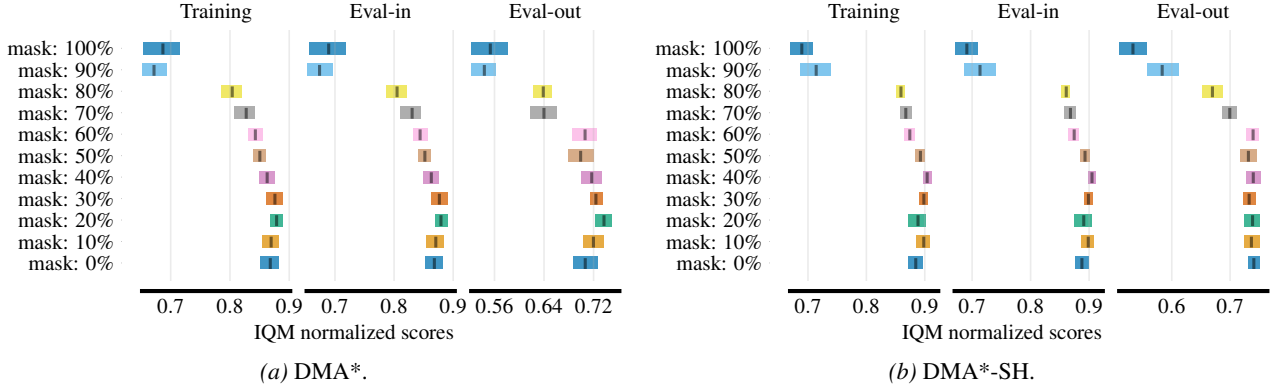 Training Eval-in Eval-out
mask: 100%
mask: 90%
mask: 80%
mask: 70%
mask: 60%
mask: 50%
mask: 40%
mask: 30%
mask: 20%
mask: 10%
mask: 0%
0.7 0.8 0.9 0.7 0.8 0.9 0.56 0.64 0.72
IQM normalized scores
(a) DMA*.
Training Eval-in Eval-out
mask: 100%
mask: 90%
mask: 80%
mask: 70%
mask: 60%
mask: 50%
mask: 40%
mask: 30%
mask: 20%
mask: 10%
mask: 0%
0.7 0.8 0.9 0.7 0.8 0.9 0.6 0.7
IQM normalized scores
(b) DMA*-SH.